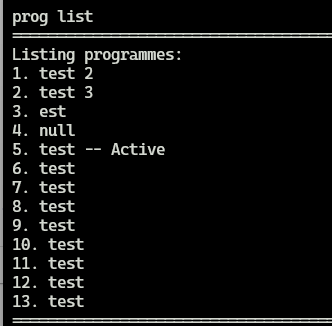 prog list
Listing programmes:
1. test 2
2. test 3
3. est
4. null
5. test -- Active
6. test
7. test
8. test
9. test
10. test
11. test
12. test
13. test